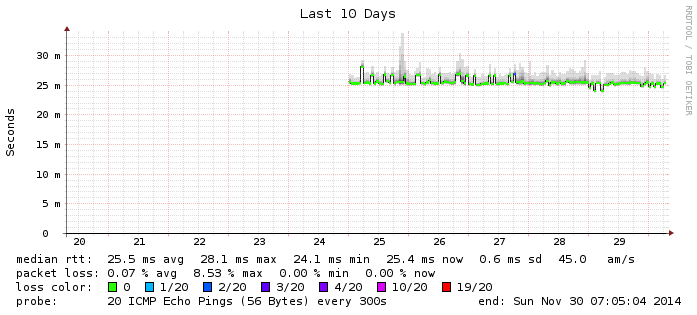 Last 10 Days
RRDTOOL / TOBI OETIKER
Seconds
30 m
25 m
20 m
15 m
10 m
5 m
0
20 21 22 23 24 25 26 27 28 29
median rtt: 25.5 ms avg 28.1 ms max 24.1 ms min 25.4 ms now 0.6 ms sd 45.0 am/s
packet loss: 0.07 % avg 8.53 % max 0.00 % min 0.00 % now
loss color: 0 1/20 2/20 3/20 4/20 10/20 19/20
probe: 20 ICMP Echo Pings (56 Bytes) every 300s end: Sun Nov 30 07:05:04 2014